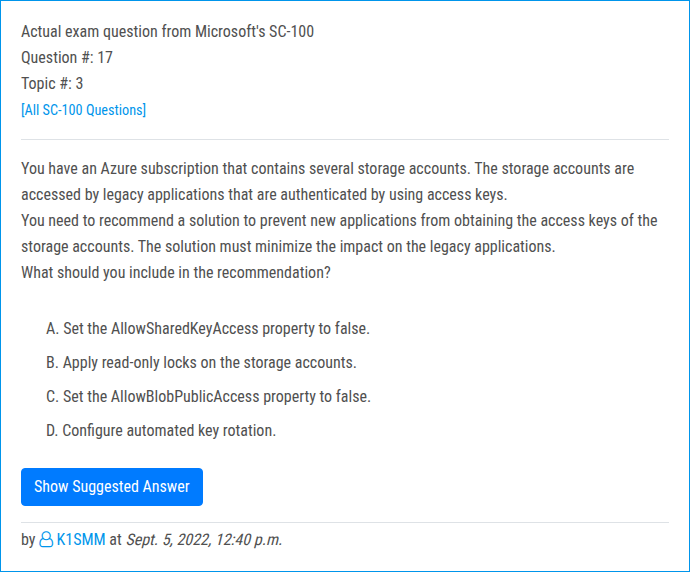 Actual exam question from Microsoft's SC-100
Question #: 17
Topic #: 3
[All SC-100 Questions]
You have an Azure subscription that contains several storage accounts. The storage accounts are
accessed by legacy applications that are authenticated by using access keys.
You need to recommend a solution to prevent new applications from obtaining the access keys of the
storage accounts. The solution must minimize the impact on the legacy applications.
What should you include in the recommendation?
A. Set the AllowSharedKeyAccess property to false.
B. Apply read-only locks on the storage accounts.
C. Set the AllowBlobPublicAccess property to false.
D. Configure automated key rotation.
Show Suggested Answer
by K1SMM at Sept. 5, 2022, 12:40 p.m.